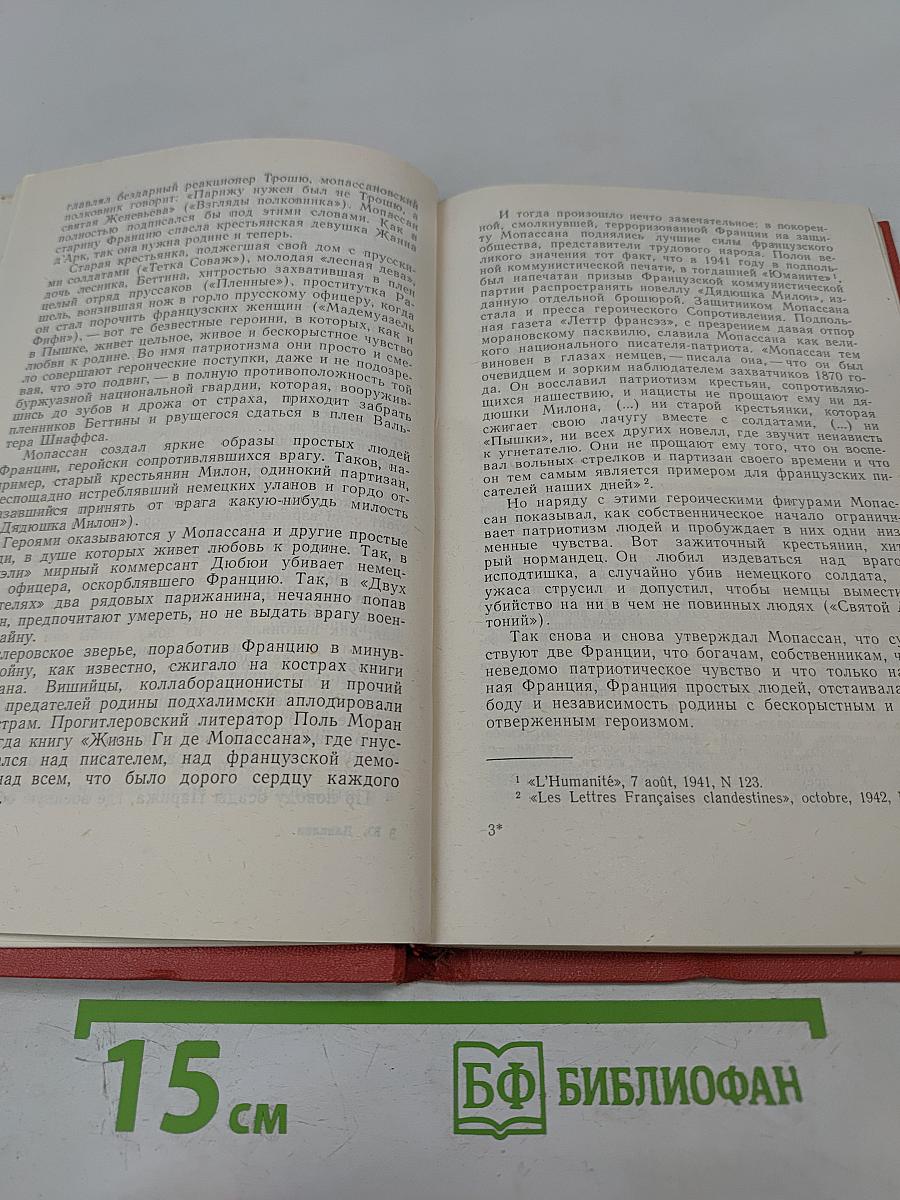 главлял бездарный реакционер Трошю, мопассановский
полковник говорит: «Парижу нужен был не Трошю, а
святая Женевьева» («Взгляды полковника»). Мопассан
полностью подписался бы под этими словами. Как в
старину Францию спасла крестьянская девушка Жанна
д'Арк, так она нужна родине и теперь.
Старая крестьянка, поджегшая свой дом с прусски-
ми солдатами («Тетка Соваж»), молодая «лесная дева»,
дочь лесника, Беттина, хитростью захватившая в плен
целый отряд пруссаков («Пленные»), проститутка Ра-
шель, вонзившая нож в горло прусскому офицеру, когда
он стал порочить французских женщин («Мадемуазель
Фифи»), — вот те безвестные героини, в которых, как и
в Пышке, живет цельное, живое и бескорыстное чувство
любви к родине. Во имя патриотизма они просто и сме-
ло совершают героические поступки, даже и не подозре-
вая, что это подвиг, — в полную противоположность той
буржуазной национальной гвардии, которая, вооружив-
шись до зубов и дрожа от страха, приходит забрать
пленников Беттины и рвущегося сдаться в плен Валь-
тера Шнаффса.
Мопассан создал яркие образы простых людей
Франции, геройски сопротивлявшихся врагу. Таков, на-
пример, старый крестьянин Милон, одинокий партизан,
еспощадно истреблявший немецких уланов и гордо от-
азавшийся принять от врага какую-нибудь милость
Дядюшка Милон»).
Героями оказываются у Мопассана и другие простые
ди, в душе которых живет любовь к родине. Так, в
эли» мирный коммерсант Дюбюи убивает немец-
офицера, оскорблявшего Францию. Так, в «Двух
телях» два рядовых парижанина, нечаянно попав
н, предпочитают умереть, но не выдать врагу воен-
айну.
леровское зверье, поработив Францию в минув-
ойну, как известно, сжигало на кострах книги
ана. Вишийцы, коллаборационисты и прочий
предателей родины подхалимски аплодировали
страм. Прогитлеровский литератор Поль Моран
гда книгу «Жизнь Ги де Мопассана», где гнус-
ался над писателем, над французской демо-
над всем, что было дорого сердцу каждого
.
И тогда произошло нечто замечательное: в покорен-
ной, смолкнувшей, терроризованной Франции на защи-
ту Мопассана поднялись лучшие силы французского
общества, представители трудового народа. Полон ве-
ликого значения тот факт, что в 1941 году в подполь-
ной коммунистической печати, в тогдашней «Юманите»¹,
был напечатан призыв Французской коммунистической
партии распространять новеллу «Дядюшка Милон», из-
данную отдельной брошюрой. Защитником Мопассана
стала и пресса героического Сопротивления. Подполь-
ная газета «Леттр франсэз», с презрением давая отпор
морановскому пасквилю, славила Мопассана как вели-
кого национального писателя-патриота. «Мопассан тем
виновен в глазах немцев, — писала она, — что он был
очевидцем и зорким наблюдателем захватчиков 1870 го-
да. Он восславил патриотизм крестьян, сопротивляю-
щихся нашествию, и нацисты не прощают ему ни дя-
дюшки Милона, (...) ни старой крестьянки, которая
сжигает свою лачугу вместе с солдатами, (...) ни
«Пышки», ни всех других новелл, где звучит ненависть
к угнетателю. Они не прощают ему того, что он воспе-
вал вольных стрелков и партизан своего времени и что
он тем самым является примером для французских пи-
сателей наших дней»².
Но наряду с этими героическими фигурами Мопас-
сан показывал, как собственническое начало огранич
вает патриотизм людей и пробуждает в них одни низ
менные чувства. Вот зажиточный крестьянин, хит
рый нормандец. Он любил издеваться над враго
исподтишка, а случайно убив немецкого солдата,
ужаса струсил и допустил, чтобы немцы вымести
убийство на ни в чем не повинных людях («Святой А
тоний»).
Так снова и снова утверждал Мопассан, что су
ствуют две Франции, что богачам, собственникам, ч
неведомо патриотическое чувство и что только на
ная Франция, Франция простых людей, отстаивала
боду и независимость родины с бескорыстным и
отверженным героизмом.
¹ «L'Humanité», 7 août, 1941, N 123.
² «Les Lettres Françaises clandestines», octobre, 1942,
3*
15 см
БФ БИБЛИОФАН